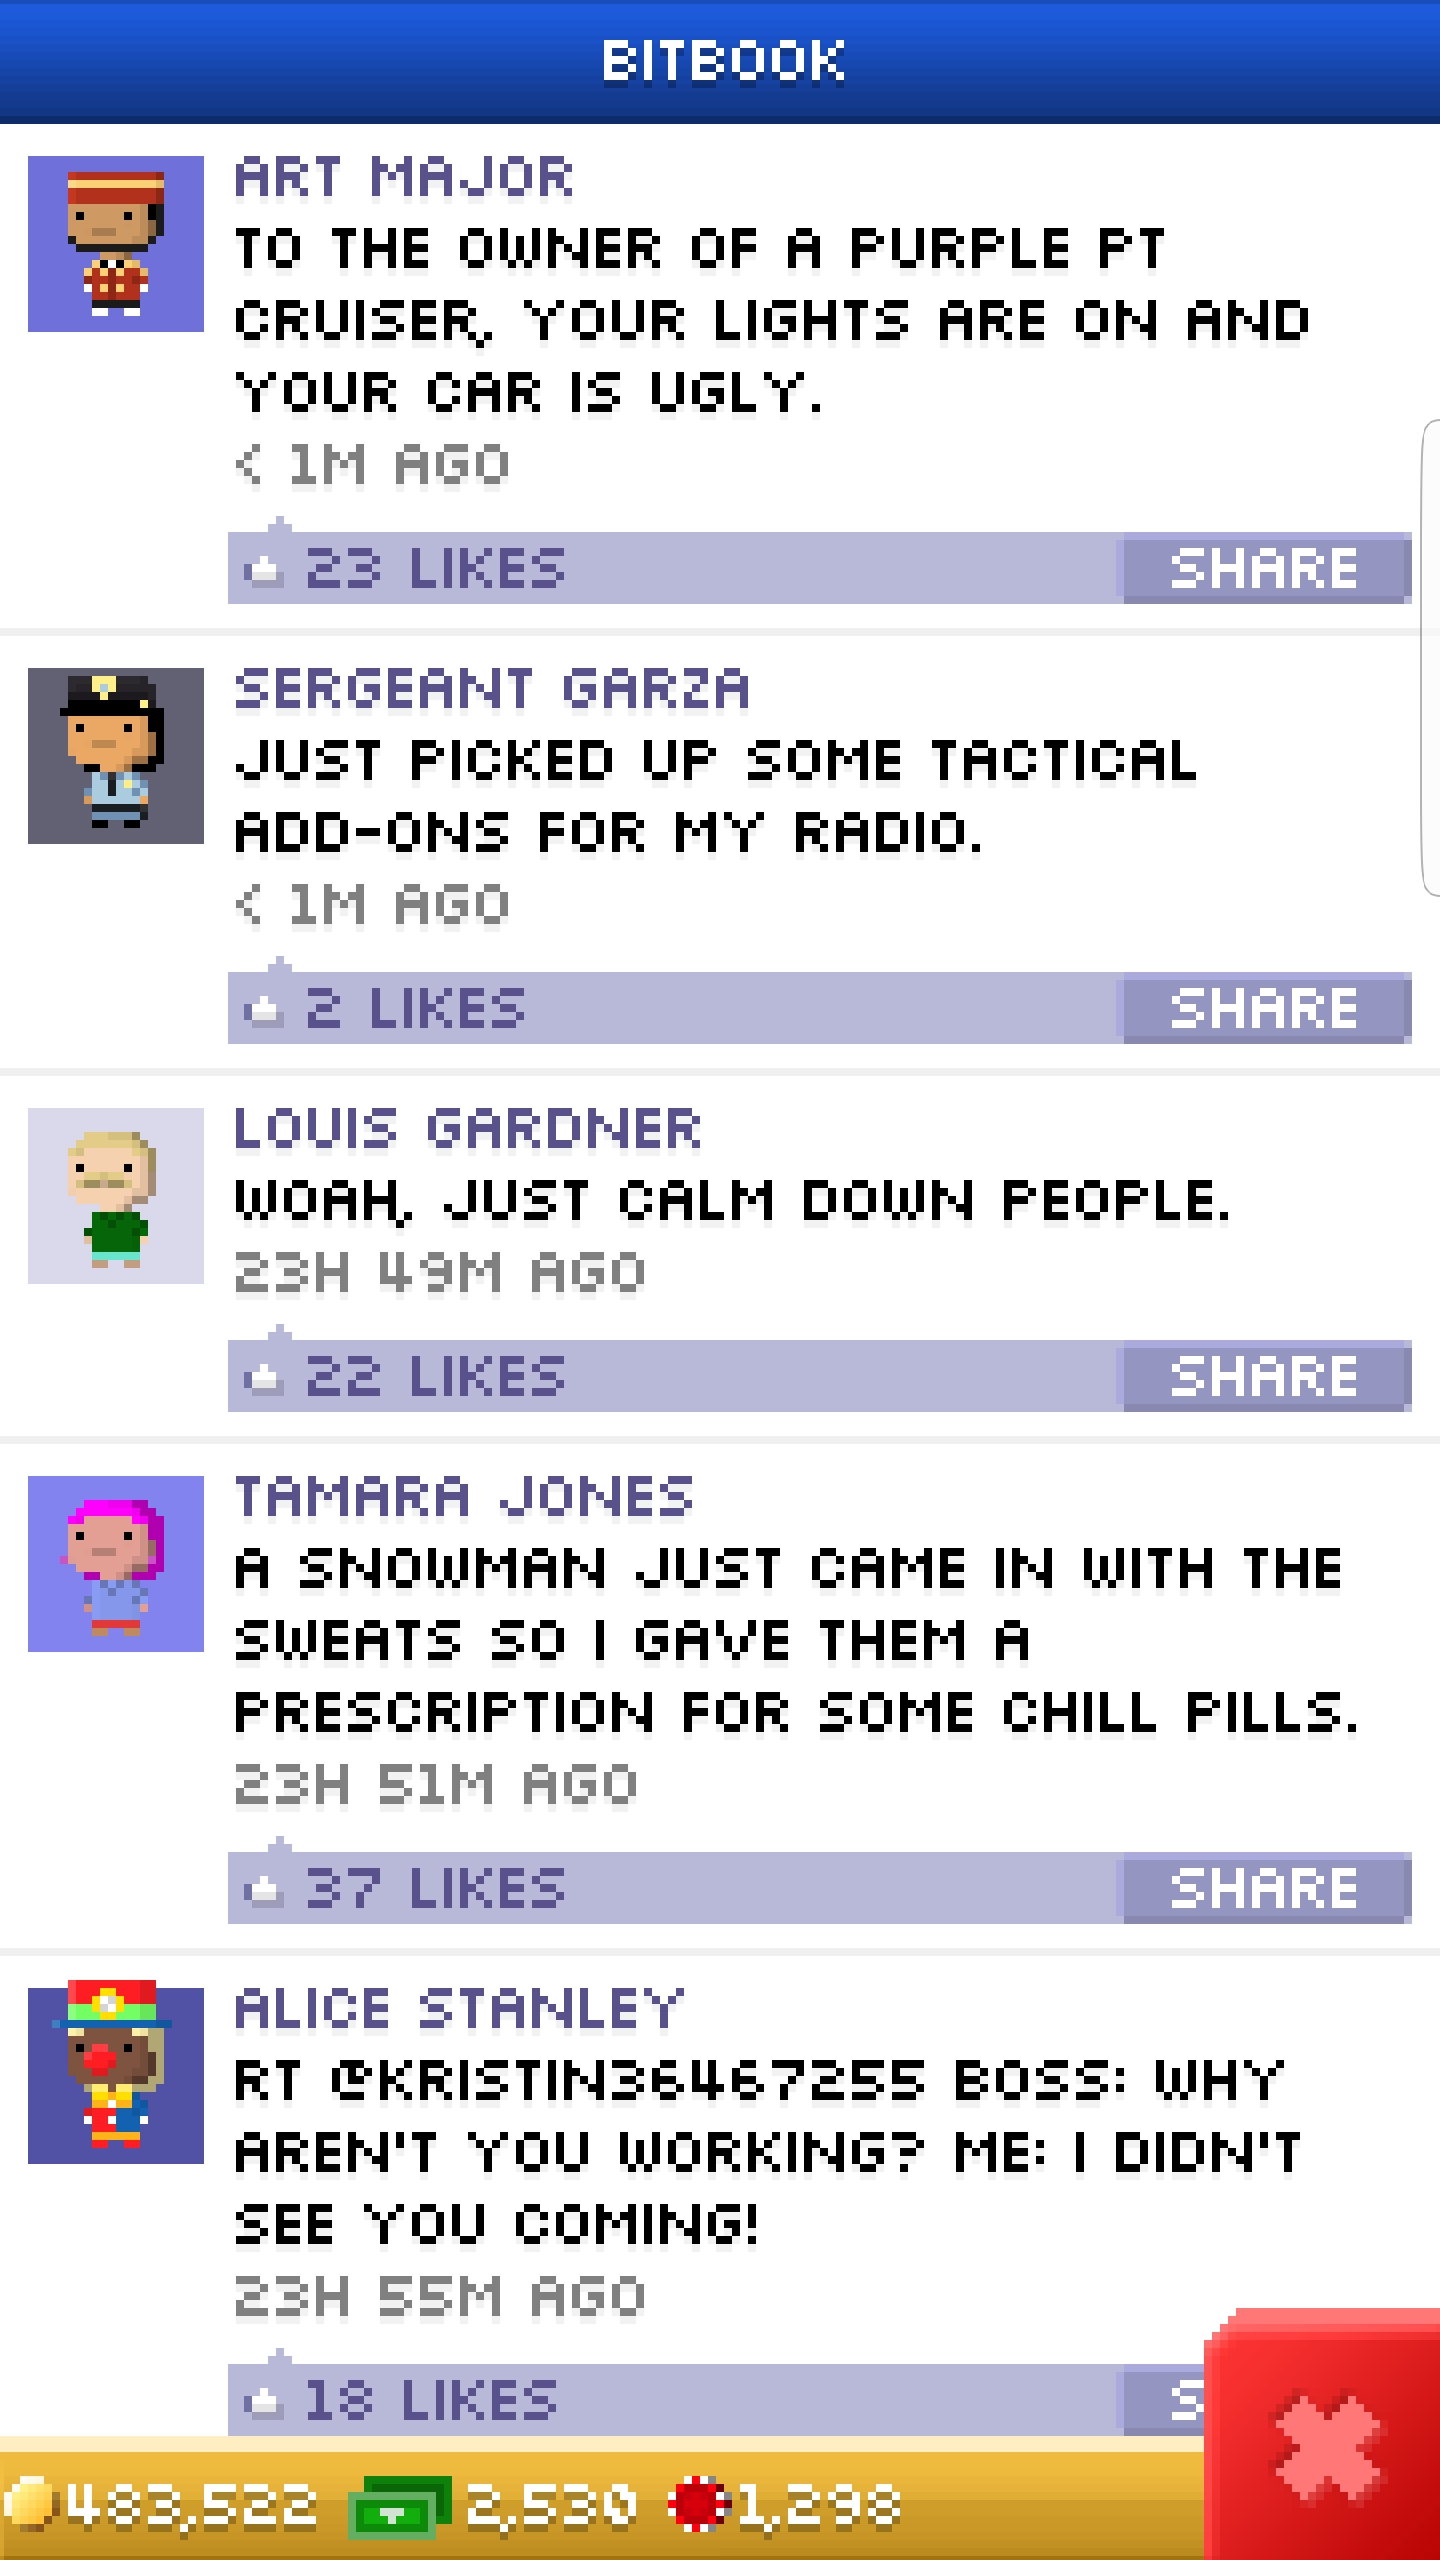 BITBOOK
ART MAJOR
TO THE OWNER OF A PURPLE PT
CRUISER, YOUR LIGHTS ARE ON AND
YOUR CAR IS UGLY.
< 1M AGO
23 LIKES SHARE
SERGEANT GARZA
JUST PICKED UP SOME TACTICAL
ADD-ONS FOR MY RADIO.
< 1M AGO
2 LIKES SHARE
LOUIS GARDNER
WOAH, JUST CALM DOWN PEOPLE.
23H 49M AGO
22 LIKES SHARE
TAMARA JONES
A SNOWMAN JUST CAME IN WITH THE
SWEATS SO I GAVE THEM A
PRESCRIPTION FOR SOME CHILL PILLS.
23H 51M AGO
37 LIKES SHARE
ALICE STANLEY
RT @KRISTIN36467255 BOSS: WHY
AREN'T YOU WORKING? ME: I DIDN'T
SEE YOU COMING!
23H 55M AGO
18 LIKES S
483,522 2,530 1,298